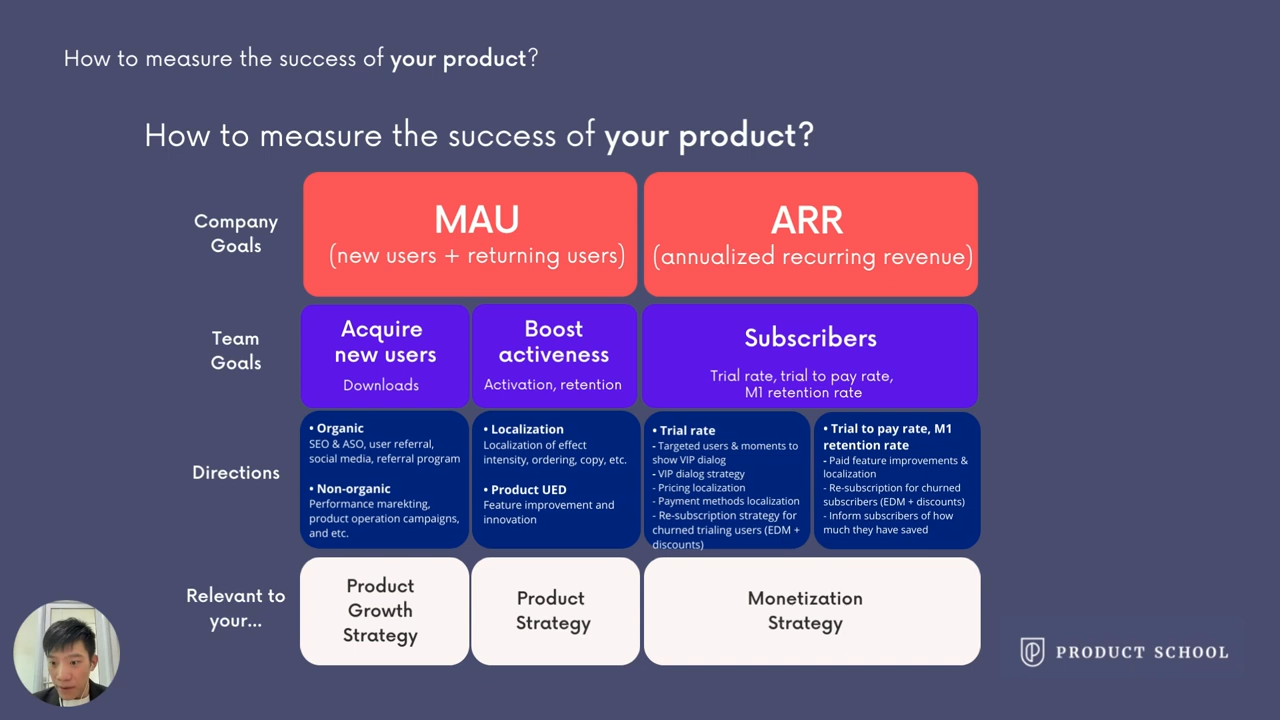 How to measure the success of your product?
How to measure the success of your product?
Company
Goals
MAU
(new users + returning users)
ARR
(annualized recurring revenue)
Team
Goals
Acquire
new users
Downloads
Boost
activeness
Activation, retention
Subscribers
Trial rate, trial to pay rate,
M1 retention rate
Directions
• Organic
SEO & ASO, user referral,
social media, referral program
• Non-organic
Performance marekting,
product operation campaigns,
and etc.
• Localization
Localization of effect
intensity, ordering, copy, etc.
• Product UED
Feature improvement and
innovation
• Trial rate
- Targeted users & moments to
show VIP dialog
- VIP dialog strategy
- Pricing localization
- Payment methods localization
- Re-subscription strategy for
churned trialing users (EDM +
discounts)
• Trial to pay rate, M1
retention rate
- Paid feature improvements &
localization
- Re-subscription for churned
subscribers (EDM + discounts)
- Inform subscribers of how
much they have saved
Relevant to
your...
Product
Growth
Strategy
Product
Strategy
Monetization
Strategy
PRODUCT SCHOOL